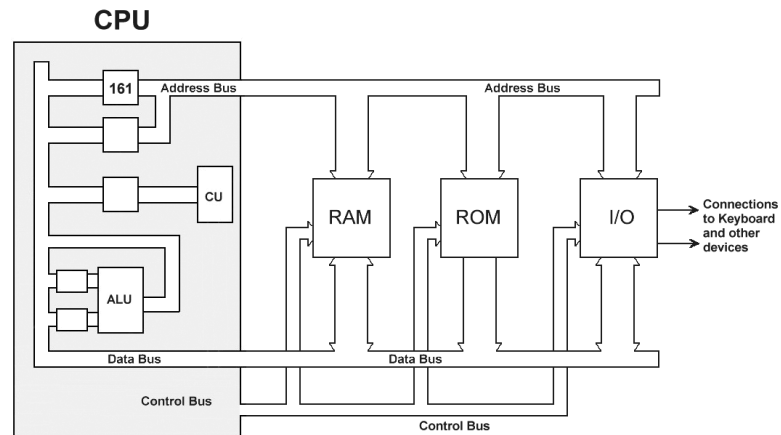 CPU
161
Address Bus
Address Bus
CU
RAM
ROM
I/O
Connections
to Keyboard
and other
devices
ALU
Data Bus
Data Bus
Control Bus
Control Bus